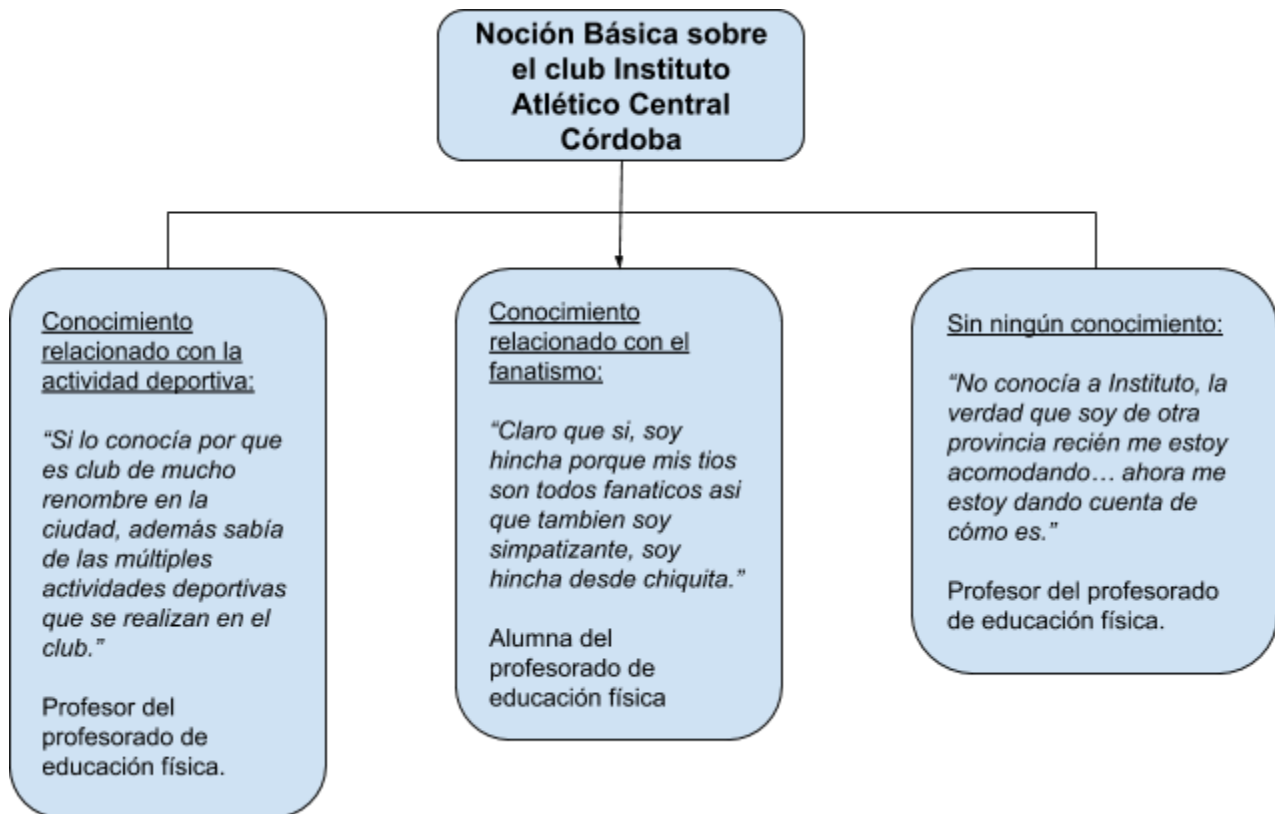 Noción Básica sobre
el club Instituto
Atlético Central
Córdoba
Conocimiento
relacionado con la
actividad deportiva:
“Si lo conocía por que
es club de mucho
renombre en la
ciudad, además sabía
de las múltiples
actividades deportivas
que se realizan en el
club.”
Profesor del
profesorado de
educación física.
Conocimiento
relacionado con el
fanatismo:
“Claro que si, soy
hincha porque mis tios
son todos fanaticos asi
que tambien soy
simpatizante, soy
hincha desde chiquita.”
Alumna del
profesorado de
educación física
Sin ningún conocimiento:
“No conocía a Instituto, la
verdad que soy de otra
provincia recién me estoy
acomodando… ahora me
estoy dando cuenta de
cómo es.”
Profesor del profesorado
de educación física.